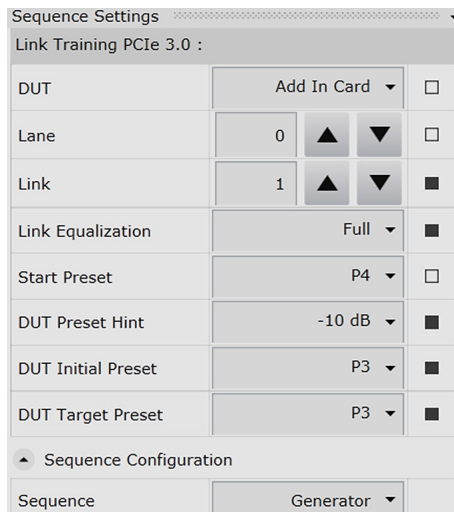 Sequence Settings
Link Training PCIe 3.0 :
DUT Add In Card
Lane 0
Link 1
Link Equalization Full
Start Preset P4
DUT Preset Hint -10 dB
DUT Initial Preset P3
DUT Target Preset P3
Sequence Configuration
Sequence Generator